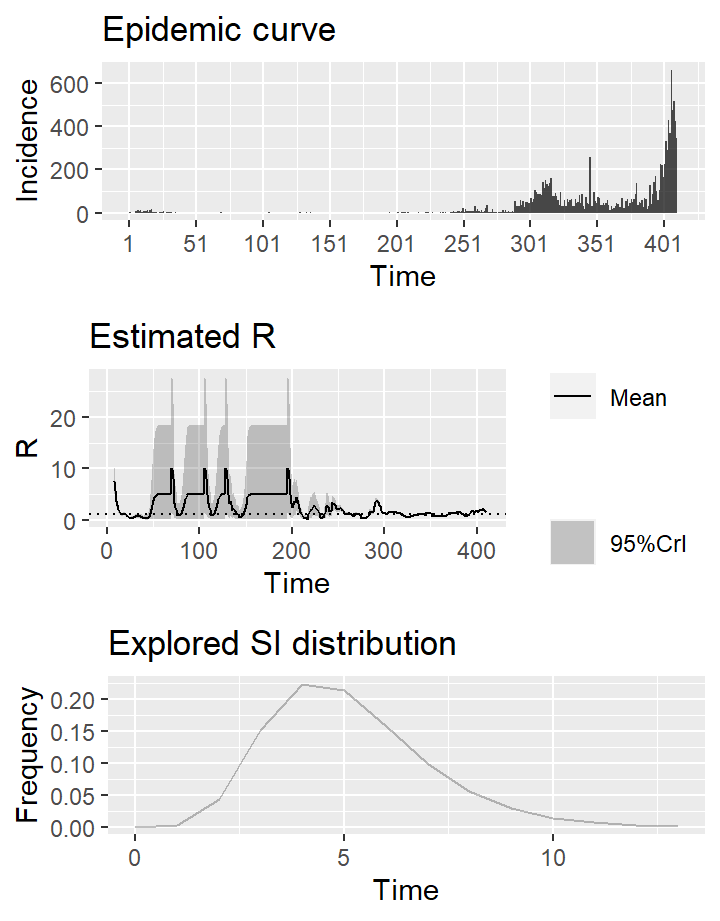 Epidemic curve
Incidence
600
400
200
0
1 51 101 151 201 251 301 351 401
Time
Estimated R
R
20
10
0
0 100 200 300 400
Time
Mean
95%CrI
Explored SI distribution
Frequency
0.20
0.15
0.10
0.05
0.00
0 5 10
Time